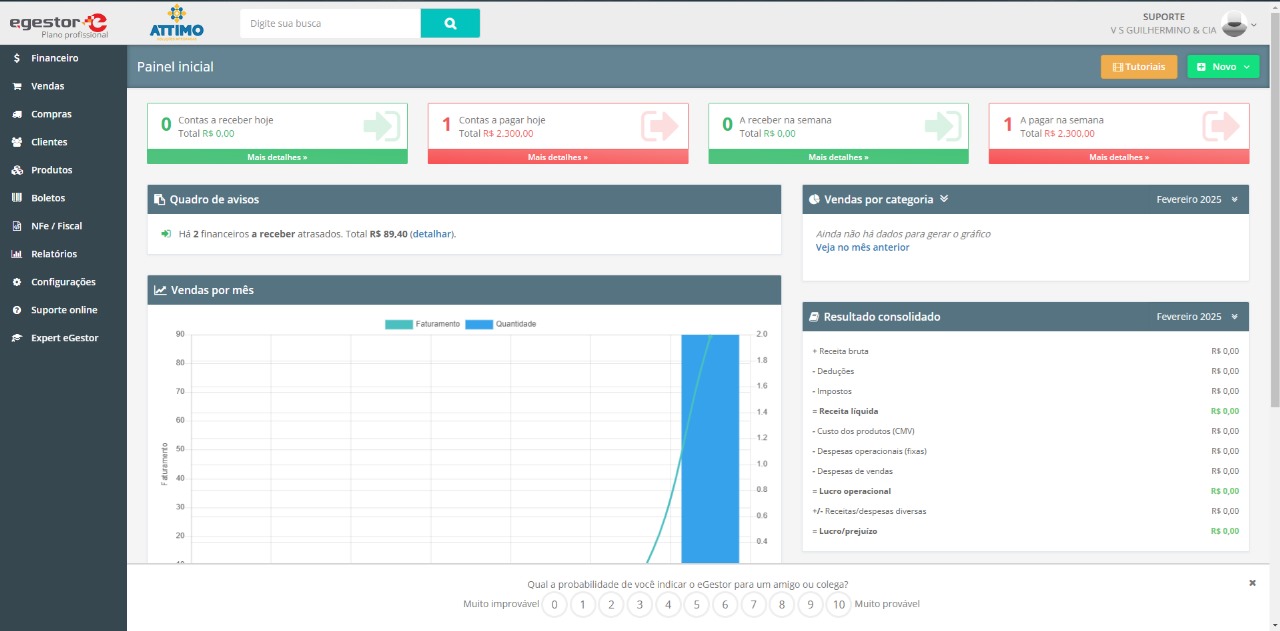 egestor e
Plano profissional
ATTIMO
Digite sua busca
SUPORTE
V S GUILHERMINO & CIA
Financeiro
Vendas
Compras
Clientes
Produtos
Boletos
NFe / Fiscal
Relatórios
Configurações
Suporte online
Expert eGestor
Painel inicial
Tutoriais
Novo
0 Contas a receber hoje
Total R$ 0,00
Mais detalhes »
1 Contas a pagar hoje
Total R$ 2.300,00
Mais detalhes »
0 A receber na semana
Total R$ 0,00
Mais detalhes »
1 A pagar na semana
Total R$ 2.300,00
Mais detalhes »
Quadro de avisos
Há 2 financeiros a receber atrasados. Total R$ 89,40 (detalhar).
Vendas por mês
Faturamento Quantidade
90
80
70
60
50
40
30
20
Faturamento
2.0
1.8
1.6
1.4
1.2
1.0
0.8
0.6
0.4
Vendas por categoria
Fevereiro 2025
Ainda não há dados para gerar o gráfico
Veja no mês anterior
Resultado consolidado
Fevereiro 2025
+ Receita bruta R$ 0,00
- Deduções R$ 0,00
- Impostos R$ 0,00
= Receita líquida R$ 0,00
- Custo dos produtos (CMV) R$ 0,00
- Despesas operacionais (fixas) R$ 0,00
- Despesas de vendas R$ 0,00
= Lucro operacional R$ 0,00
+/- Receitas/despesas diversas R$ 0,00
= Lucro/prejuízo R$ 0,00
Qual a probabilidade de você indicar o eGestor para um amigo ou colega?
Muito improvável 0 1 2 3 4 5 6 7 8 9 10 Muito provável